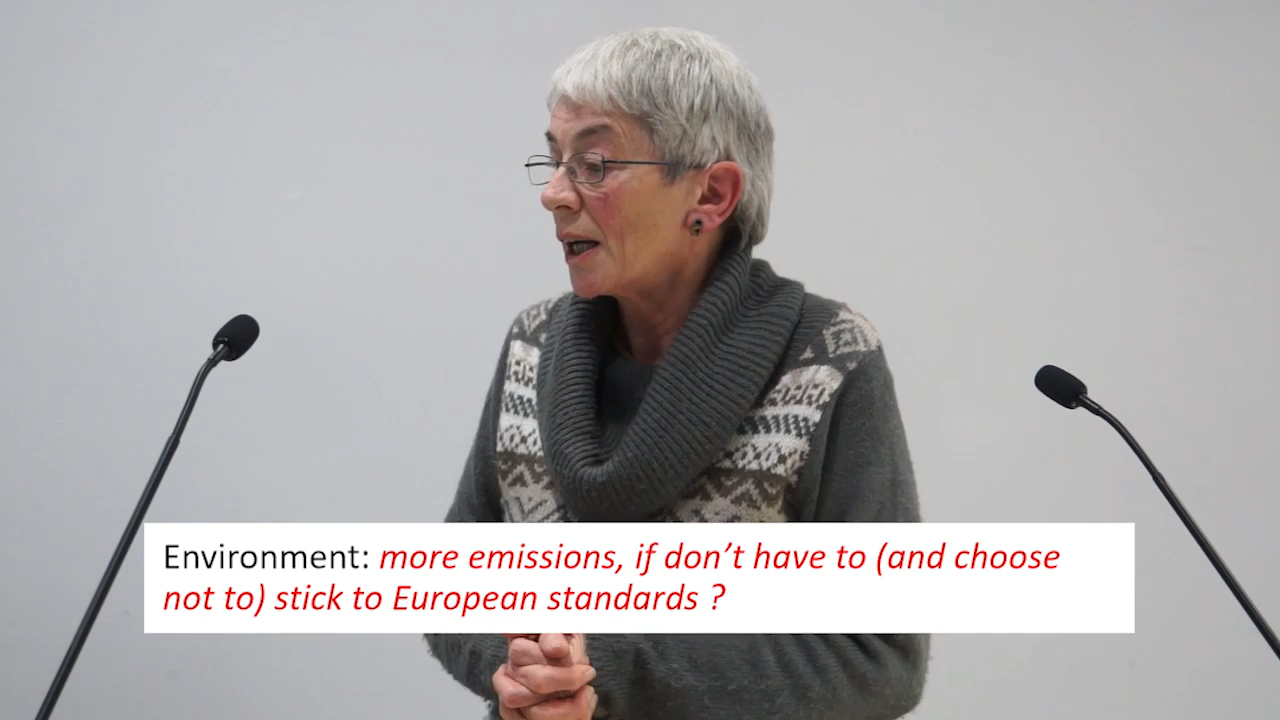 Environment: more emissions, if don’t have to (and choose
not to) stick to European standards ?